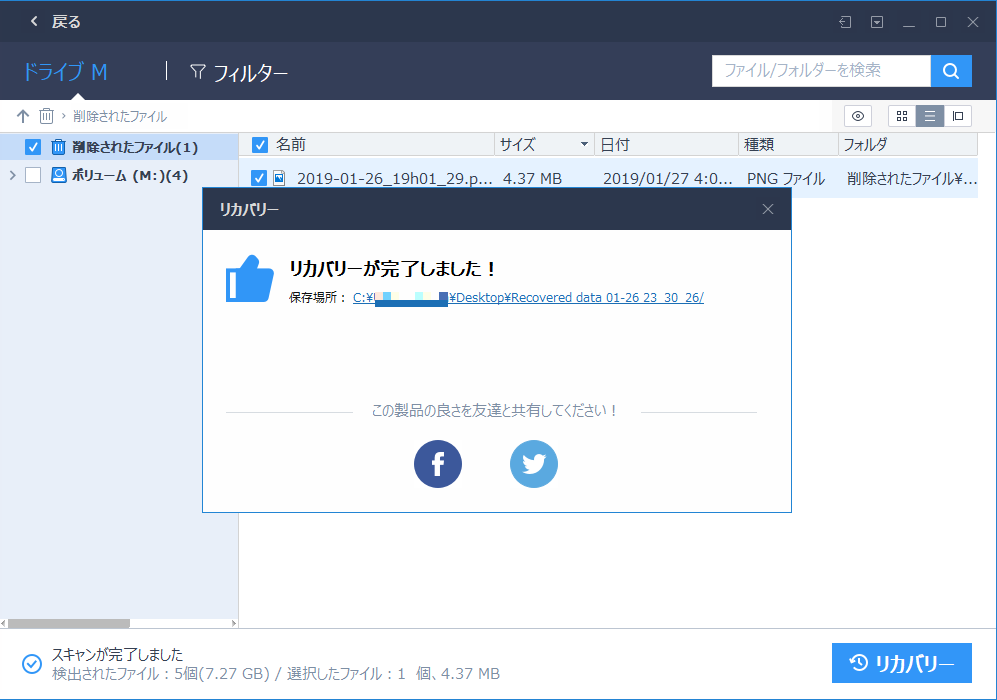 戻る
ドライブ M
フィルター
ファイル/フォルダーを検索
削除されたファイル
削除されたファイル(1)
名前 サイズ 日付 種類 フォルダ
ボリューム (M:)(4)
2019-01-26_19h01_29.p... 4.37 MB 2019/01/27 4:0... PNG ファイル 削除されたファイル¥...
リカバリー
リカバリーが完了しました！
保存場所： C:¥ ¥Desktop¥Recovered data 01-26 23_30_26/
この製品の良さを友達と共有してください！
スキャンが完了しました
検出されたファイル：5個(7.27 GB) / 選択したファイル：1 個、4.37 MB
リカバリー